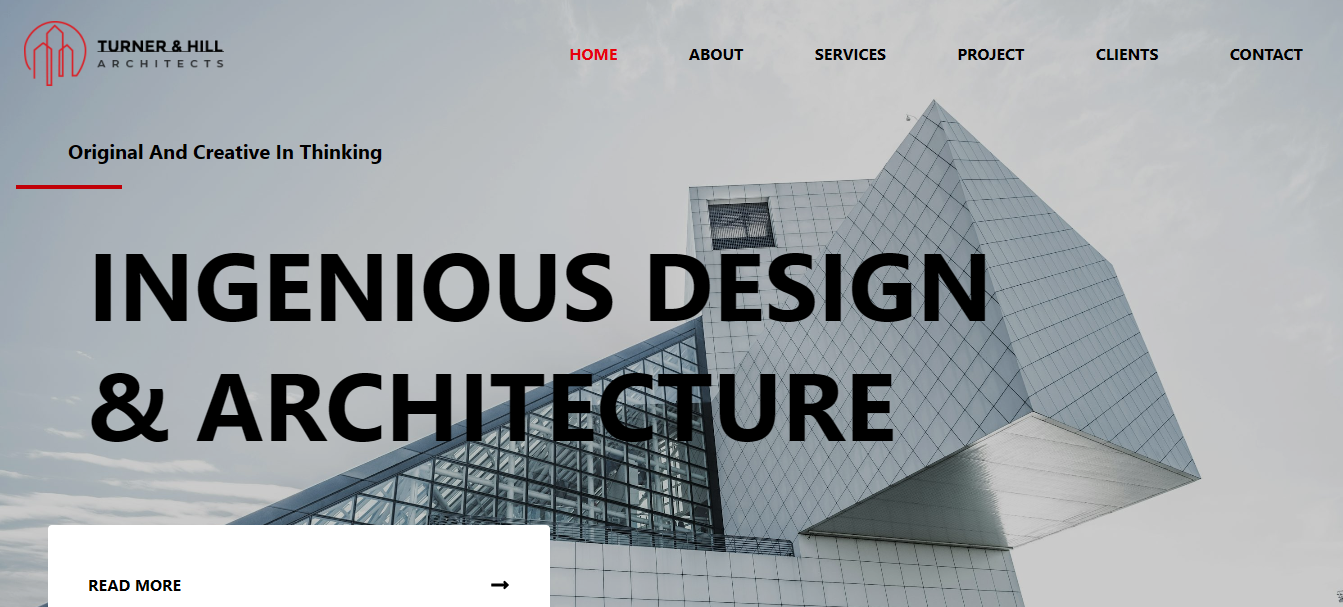 TURNER & HILL
ARCHITECTS
HOME ABOUT SERVICES PROJECT CLIENTS CONTACT
Original And Creative In Thinking
INGENIOUS DESIGN
& ARCHITECTURE
READ MORE